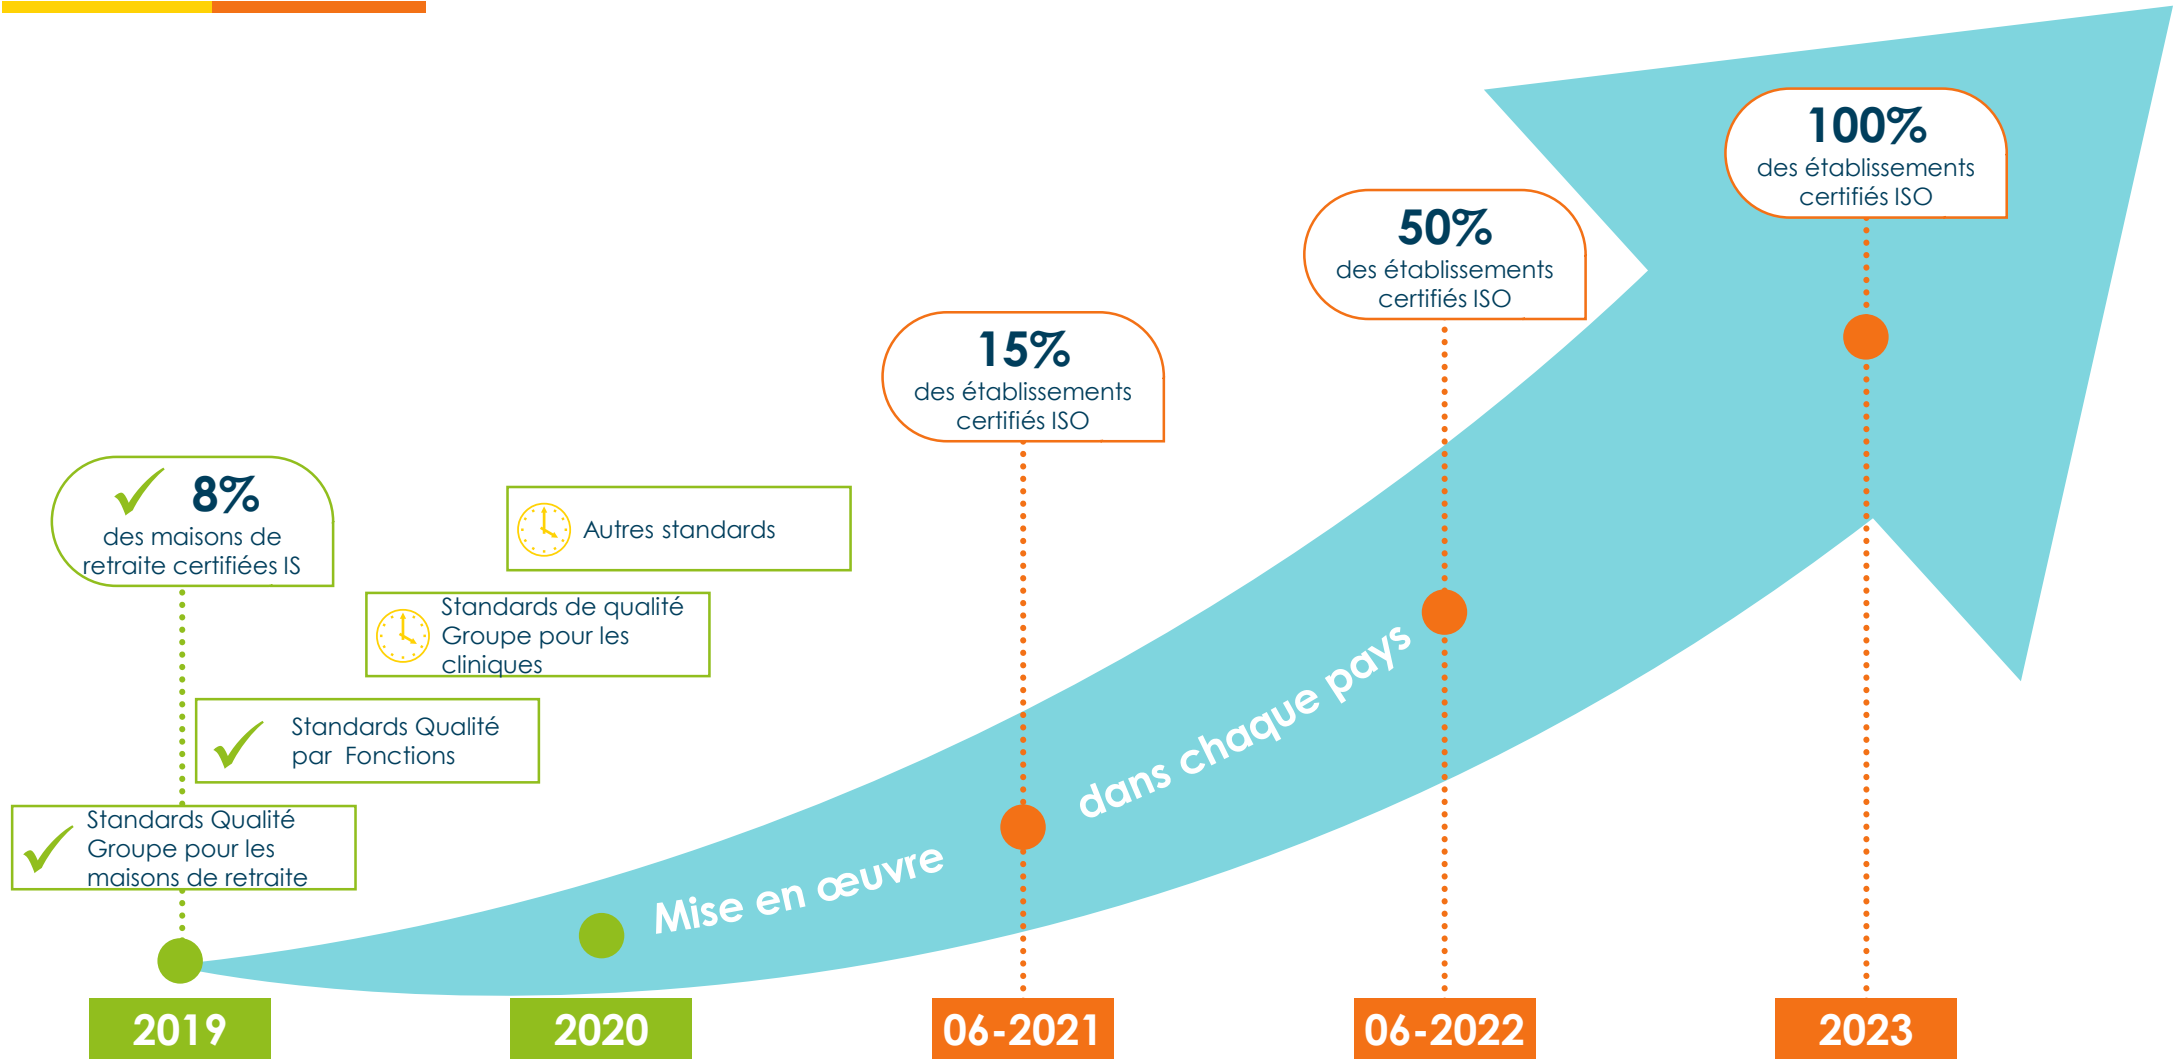 100%
des établissements
certifiés ISO
50%
des établissements
certifiés ISO
15%
des établissements
certifiés ISO
8%
des maisons de
retraite certifiées IS
Autres standards
Standards de qualité
Groupe pour les
cliniques
Standards Qualité
par Fonctions
Standards Qualité
Groupe pour les
maisons de retraite
Mise en œuvre
dans chaque pays
2019
2020
06-2021
06-2022
2023